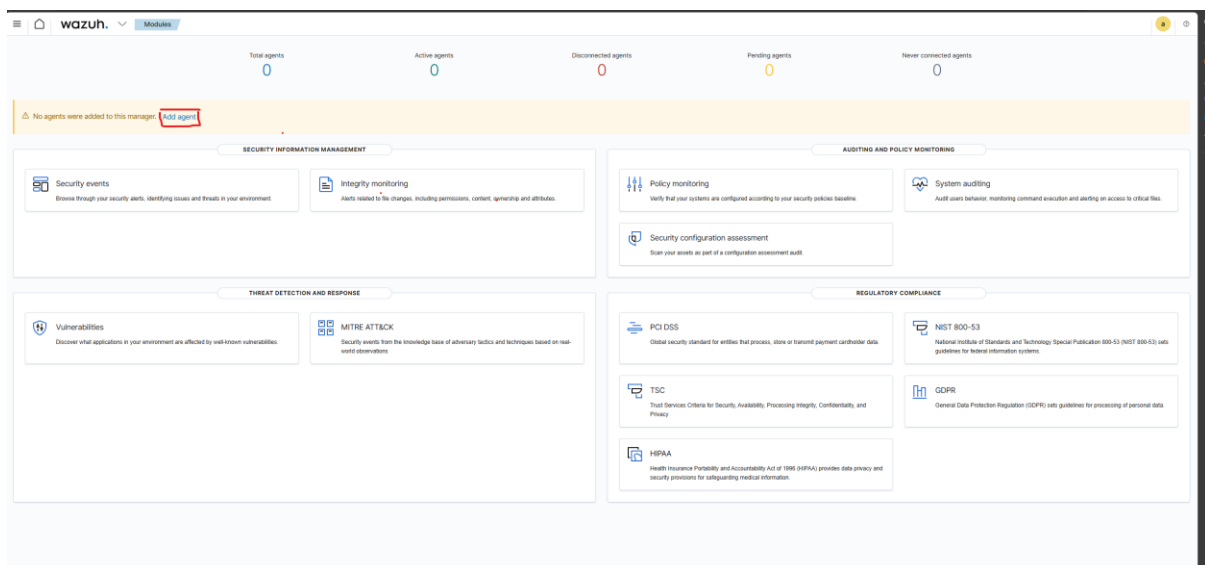 wazuh. Modules a
Total agents Active agents Disconnected agents Pending agents Never connected agents
0 0 0 0 0
No agents were added to this manager. Add agent
SECURITY INFORMATION MANAGEMENT
Security events
Browse through your security alerts, identifying issues and threats in your environment.
Integrity monitoring
Alerts related to file changes, including permissions, content, ownership and attributes.
AUDITING AND POLICY MONITORING
Policy monitoring
Verify that your systems are configured according to your security policies baseline.
System auditing
Audit users behavior, monitoring command execution and alerting on access to critical files.
Security configuration assessment
Scan your assets as part of a configuration assessment audit.
THREAT DETECTION AND RESPONSE
Vulnerabilities
Discover what applications in your environment are affected by well-known vulnerabilities.
MITRE ATT&CK
Security events from the knowledge base of adversary tactics and techniques based on real-
world observations
REGULATORY COMPLIANCE
PCI DSS
Global security standard for entities that process, store or transmit payment cardholder data.
NIST 800-53
National Institute of Standards and Technology Special Publication 800-53 (NIST 800-53) sets
guidelines for federal information systems.
TSC
Trust Services Criteria for Security, Availability, Processing Integrity, Confidentiality, and
Privacy
GDPR
General Data Protection Regulation (GDPR) sets guidelines for processing of personal data.
HIPAA
Health Insurance Portability and Accountability Act of 1996 (HIPAA) provides data privacy and
security provisions for safeguarding medical information.